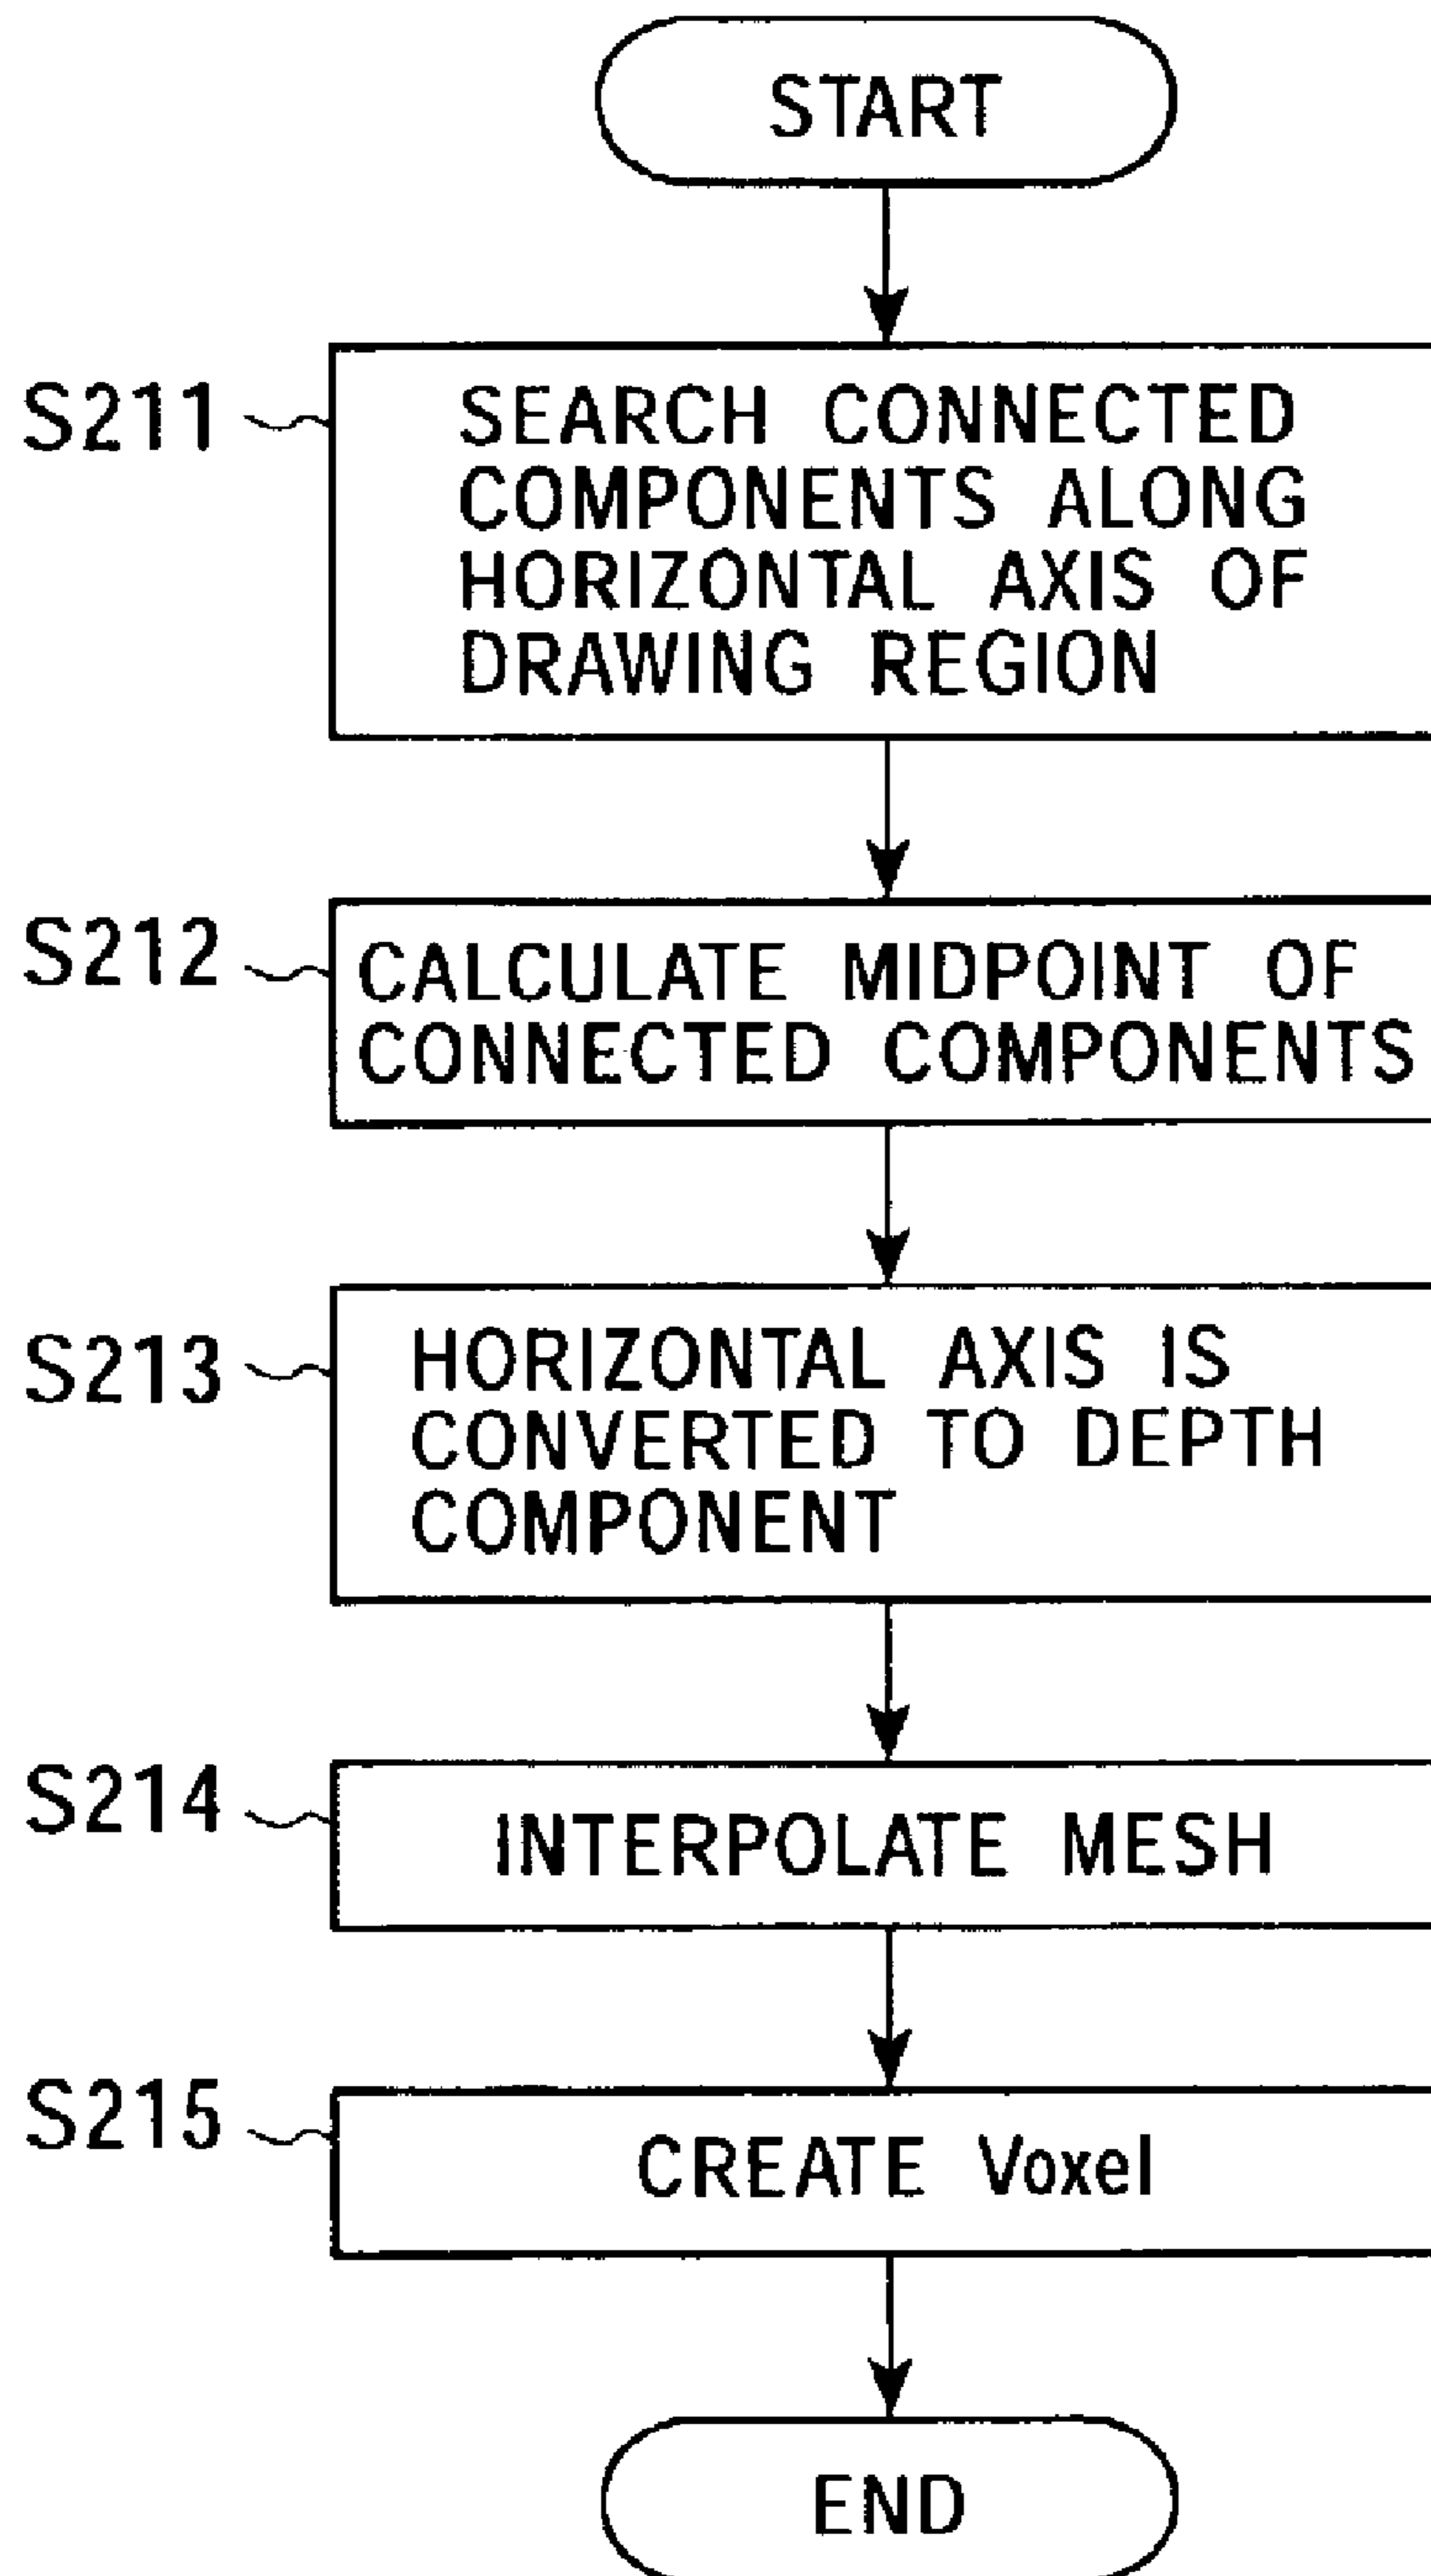 START
S211
SEARCH CONNECTED
COMPONENTS ALONG
HORIZONTAL AXIS OF
DRAWING REGION
S212
CALCULATE MIDPOINT OF
CONNECTED COMPONENTS
S213
HORIZONTAL AXIS IS
CONVERTED TO DEPTH
COMPONENT
S214
INTERPOLATE MESH
S215
CREATE Voxel
END